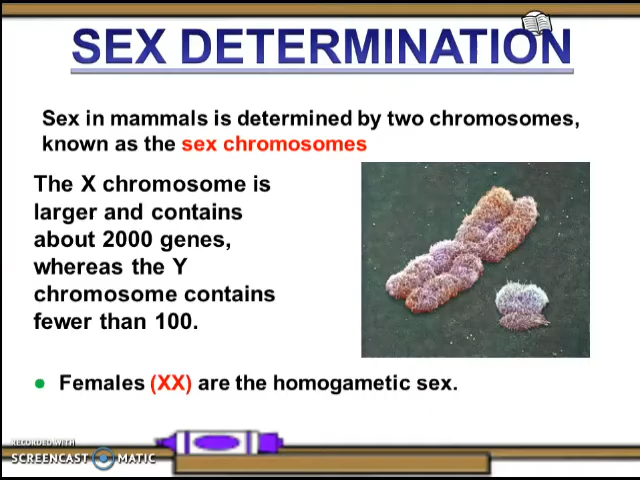 SEX DETERMINATION
Sex in mammals is determined by two chromosomes,
known as the sex chromosomes
The X chromosome is
larger and contains
about 2000 genes,
whereas the Y
chromosome contains
fewer than 100.
● Females (XX) are the homogametic sex.
RECORDED WITH
SCREENCAST MATIC